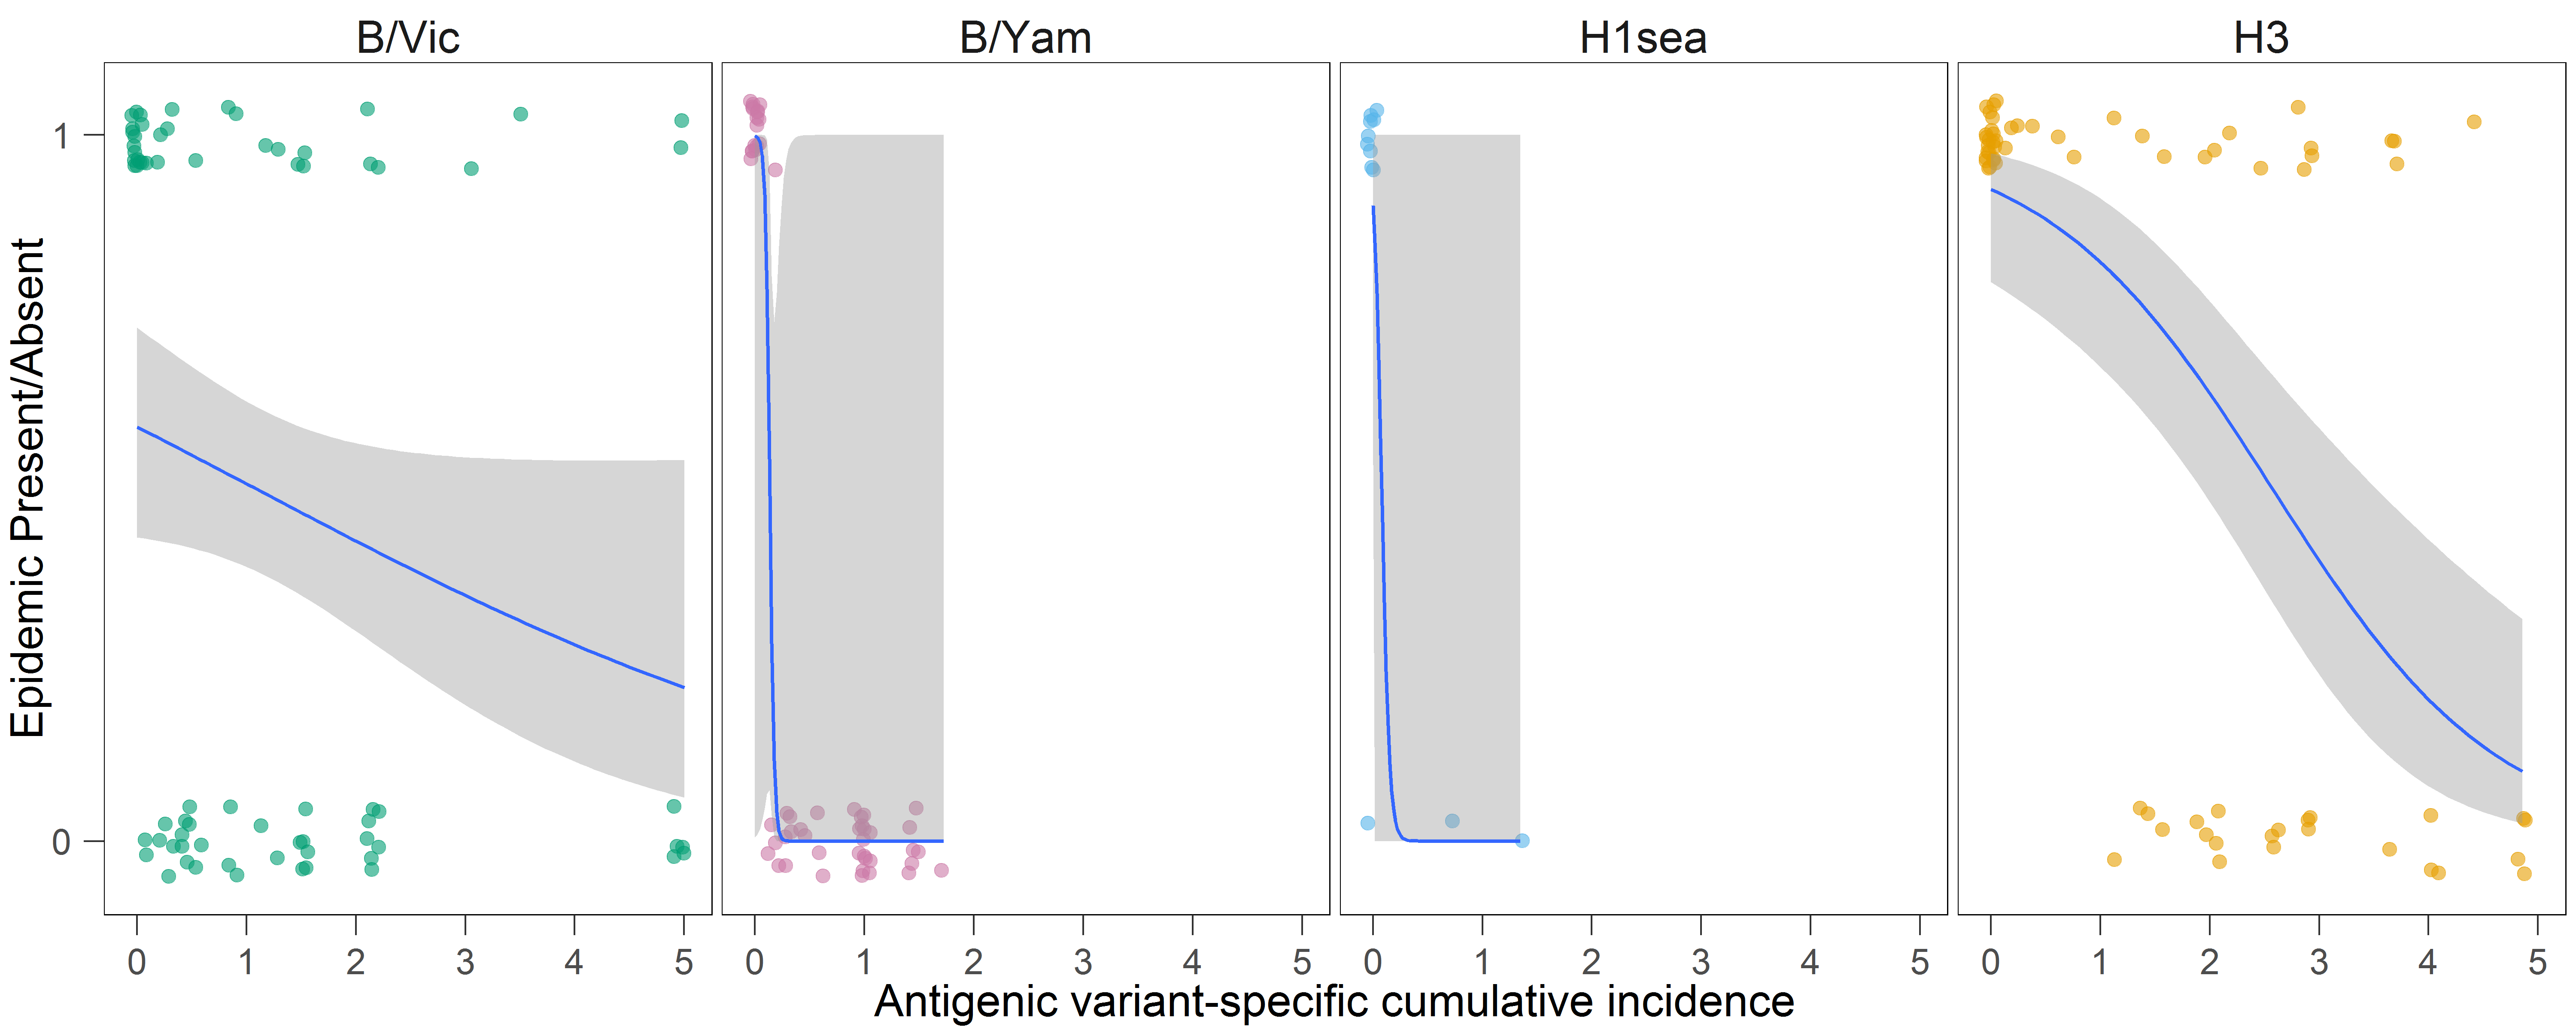 B/Vic B/Yam H1sea H3
Epidemic Present/Absent
1
0
0 1 2 3 4 5 0 1 2 3 4 5 0 1 2 3 4 5 0 1 2 3 4 5
Antigenic variant-specific cumulative incidence